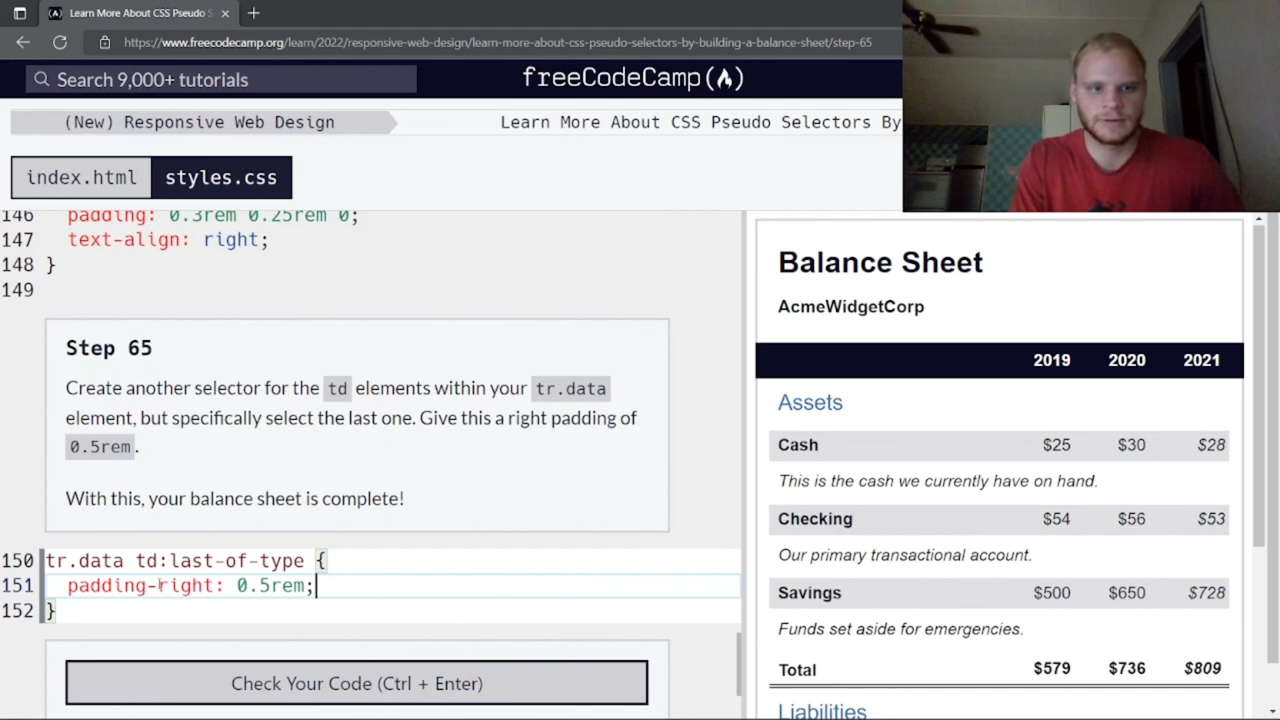 Learn More About CSS Pseudo S
https://www.freecodecamp.org/learn/2022/responsive-web-design/learn-more-about-css-pseudo-selectors-by-building-a-balance-sheet/step-65
Search 9,000+ tutorials
freeCodeCamp
(New) Responsive Web Design
Learn More About CSS Pseudo Selectors By
index.html
styles.css
146 padding: 0.3rem 0.25rem 0;
147 text-align: right;
148 }
149
Step 65
Create another selector for the td elements within your tr.data
element, but specifically select the last one. Give this a right padding of
0.5rem.
With this, your balance sheet is complete!
150 tr.data td:last-of-type {
151 padding-right: 0.5rem;
152 }
Check Your Code (Ctrl + Enter)
Balance Sheet
AcmeWidgetCorp
2019 2020 2021
Assets
Cash $25 $30 $28
This is the cash we currently have on hand.
Checking $54 $56 $53
Our primary transactional account.
Savings $500 $650 $728
Funds set aside for emergencies.
Total $579 $736 $809
Liabilities